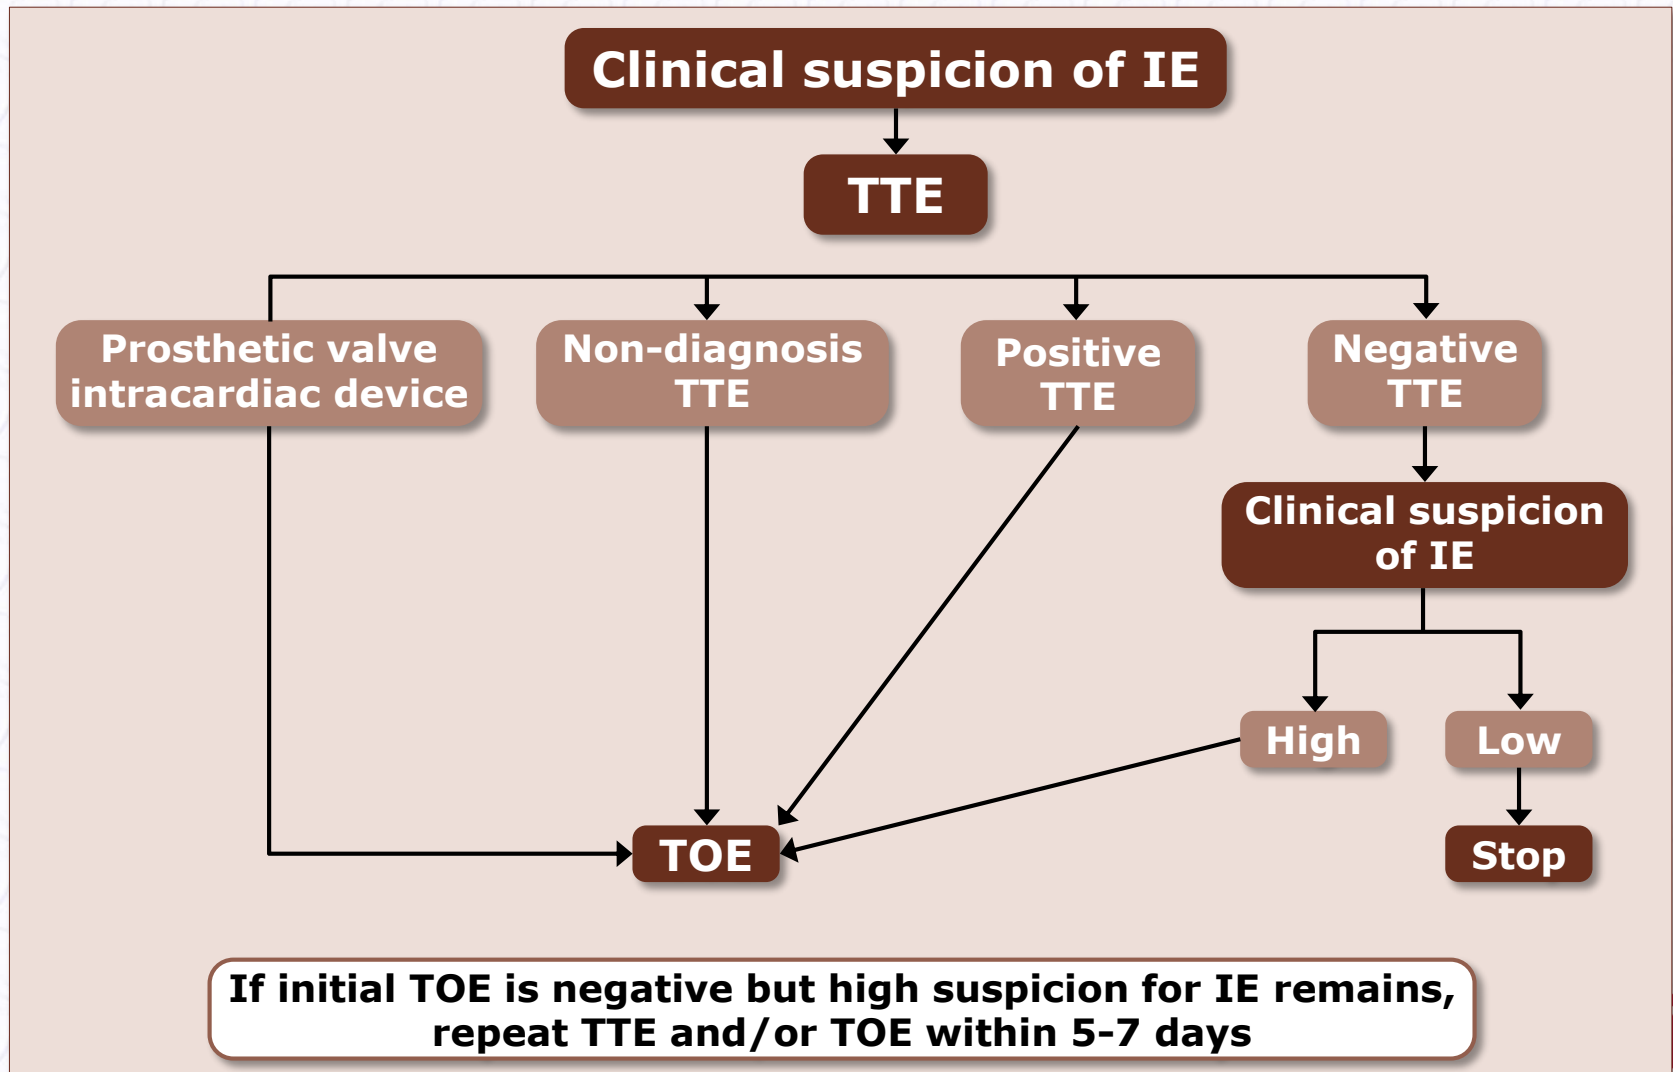 Clinical suspicion of IE
TTE
Prosthetic valve
intracardiac device
Non-diagnosis
TTE
Positive
TTE
Negative
TTE
Clinical suspicion
of IE
High
Low
TOE
Stop
If initial TOE is negative but high suspicion for IE remains,
repeat TTE and/or TOE within 5-7 days